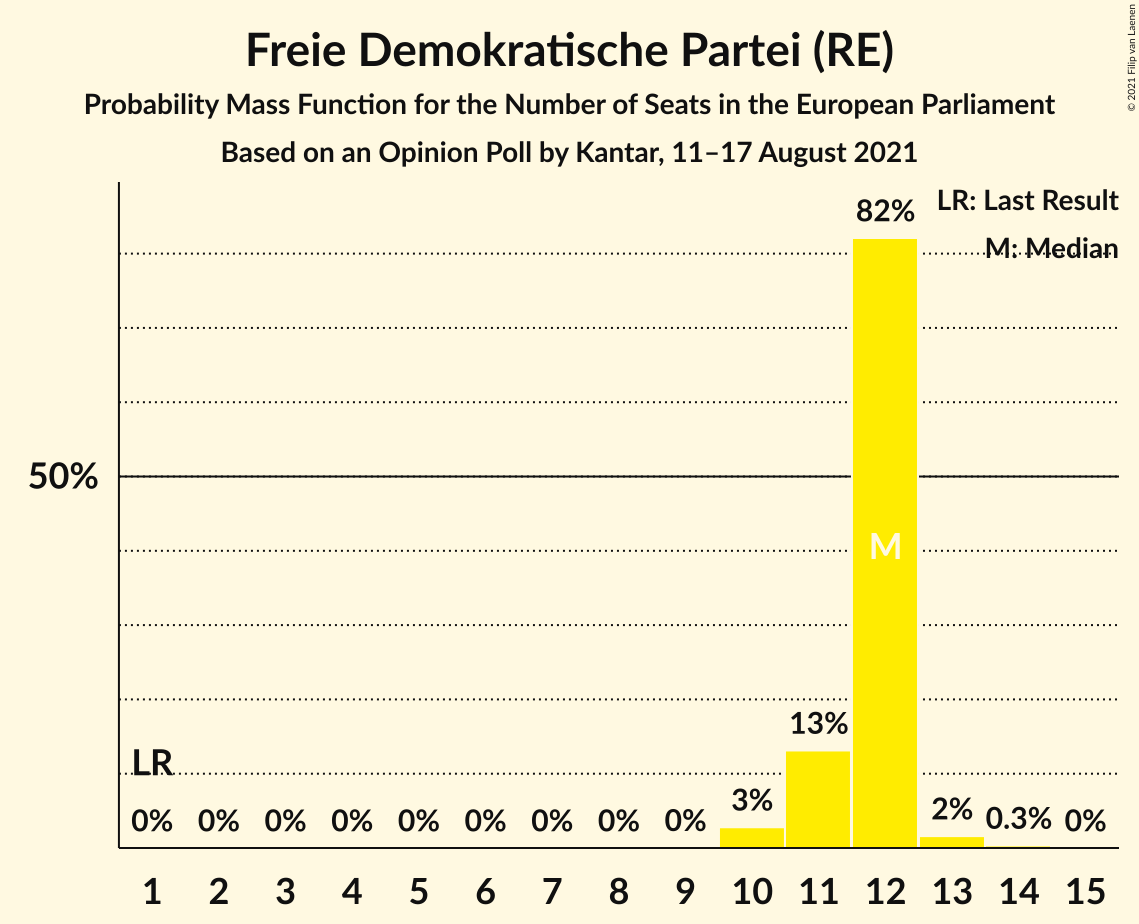 Freie Demokratische Partei (RE)
Probability Mass Function for the Number of Seats in the European Parliament
Based on an Opinion Poll by Kantar, 11–17 August 2021
© 2021 Filip van Laenen
LR: Last Result
M: Median
82%
50%
M
13%
LR
0% 0% 0% 0% 0% 0% 0% 0% 0% 3% 2% 0.3% 0%
1 2 3 4 5 6 7 8 9 10 11 12 13 14 15